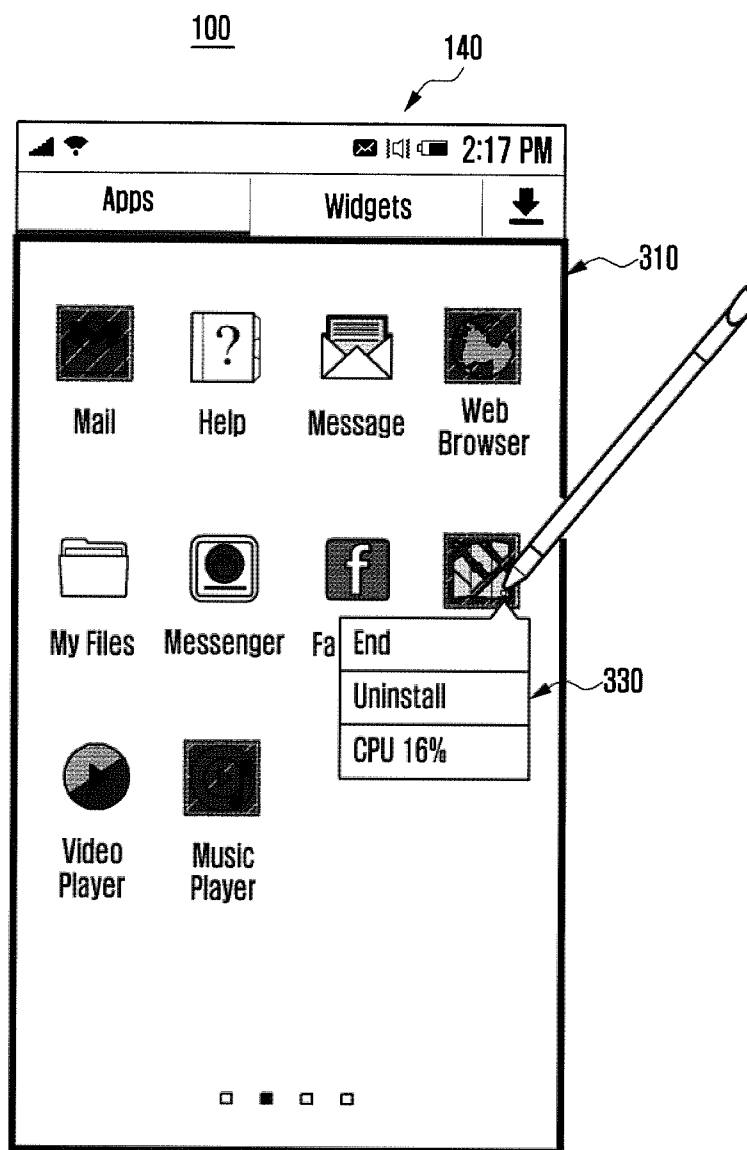 100
140
2:17 PM
Apps
Widgets
310
?
Mail
Help
Message
Web
Browser
f
My Files
Messenger
Fa
End
Uninstall
CPU 16%
330
Video
Player
Music
Player